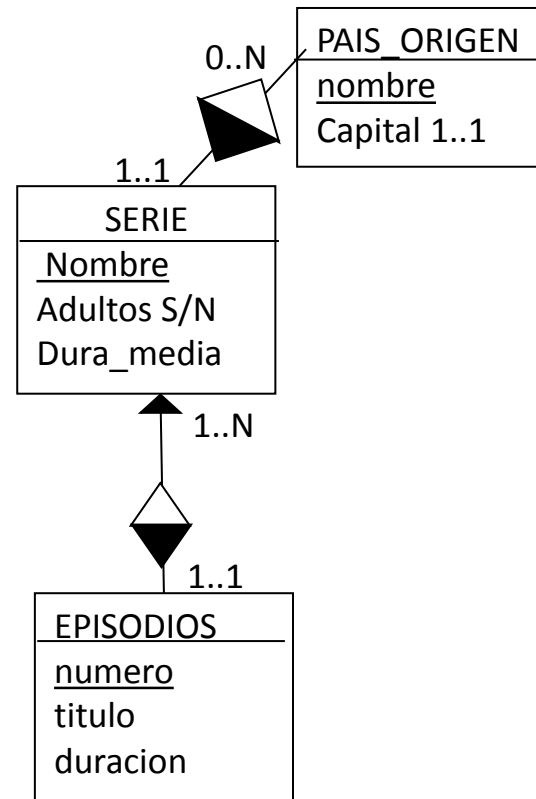 PAIS_ORIGEN
0..N
nombre
Capital 1..1
1..1
SERIE
Nombre
Adultos S/N
Dura_media
1..N
1..1
EPISODIOS
numero
titulo
duracion